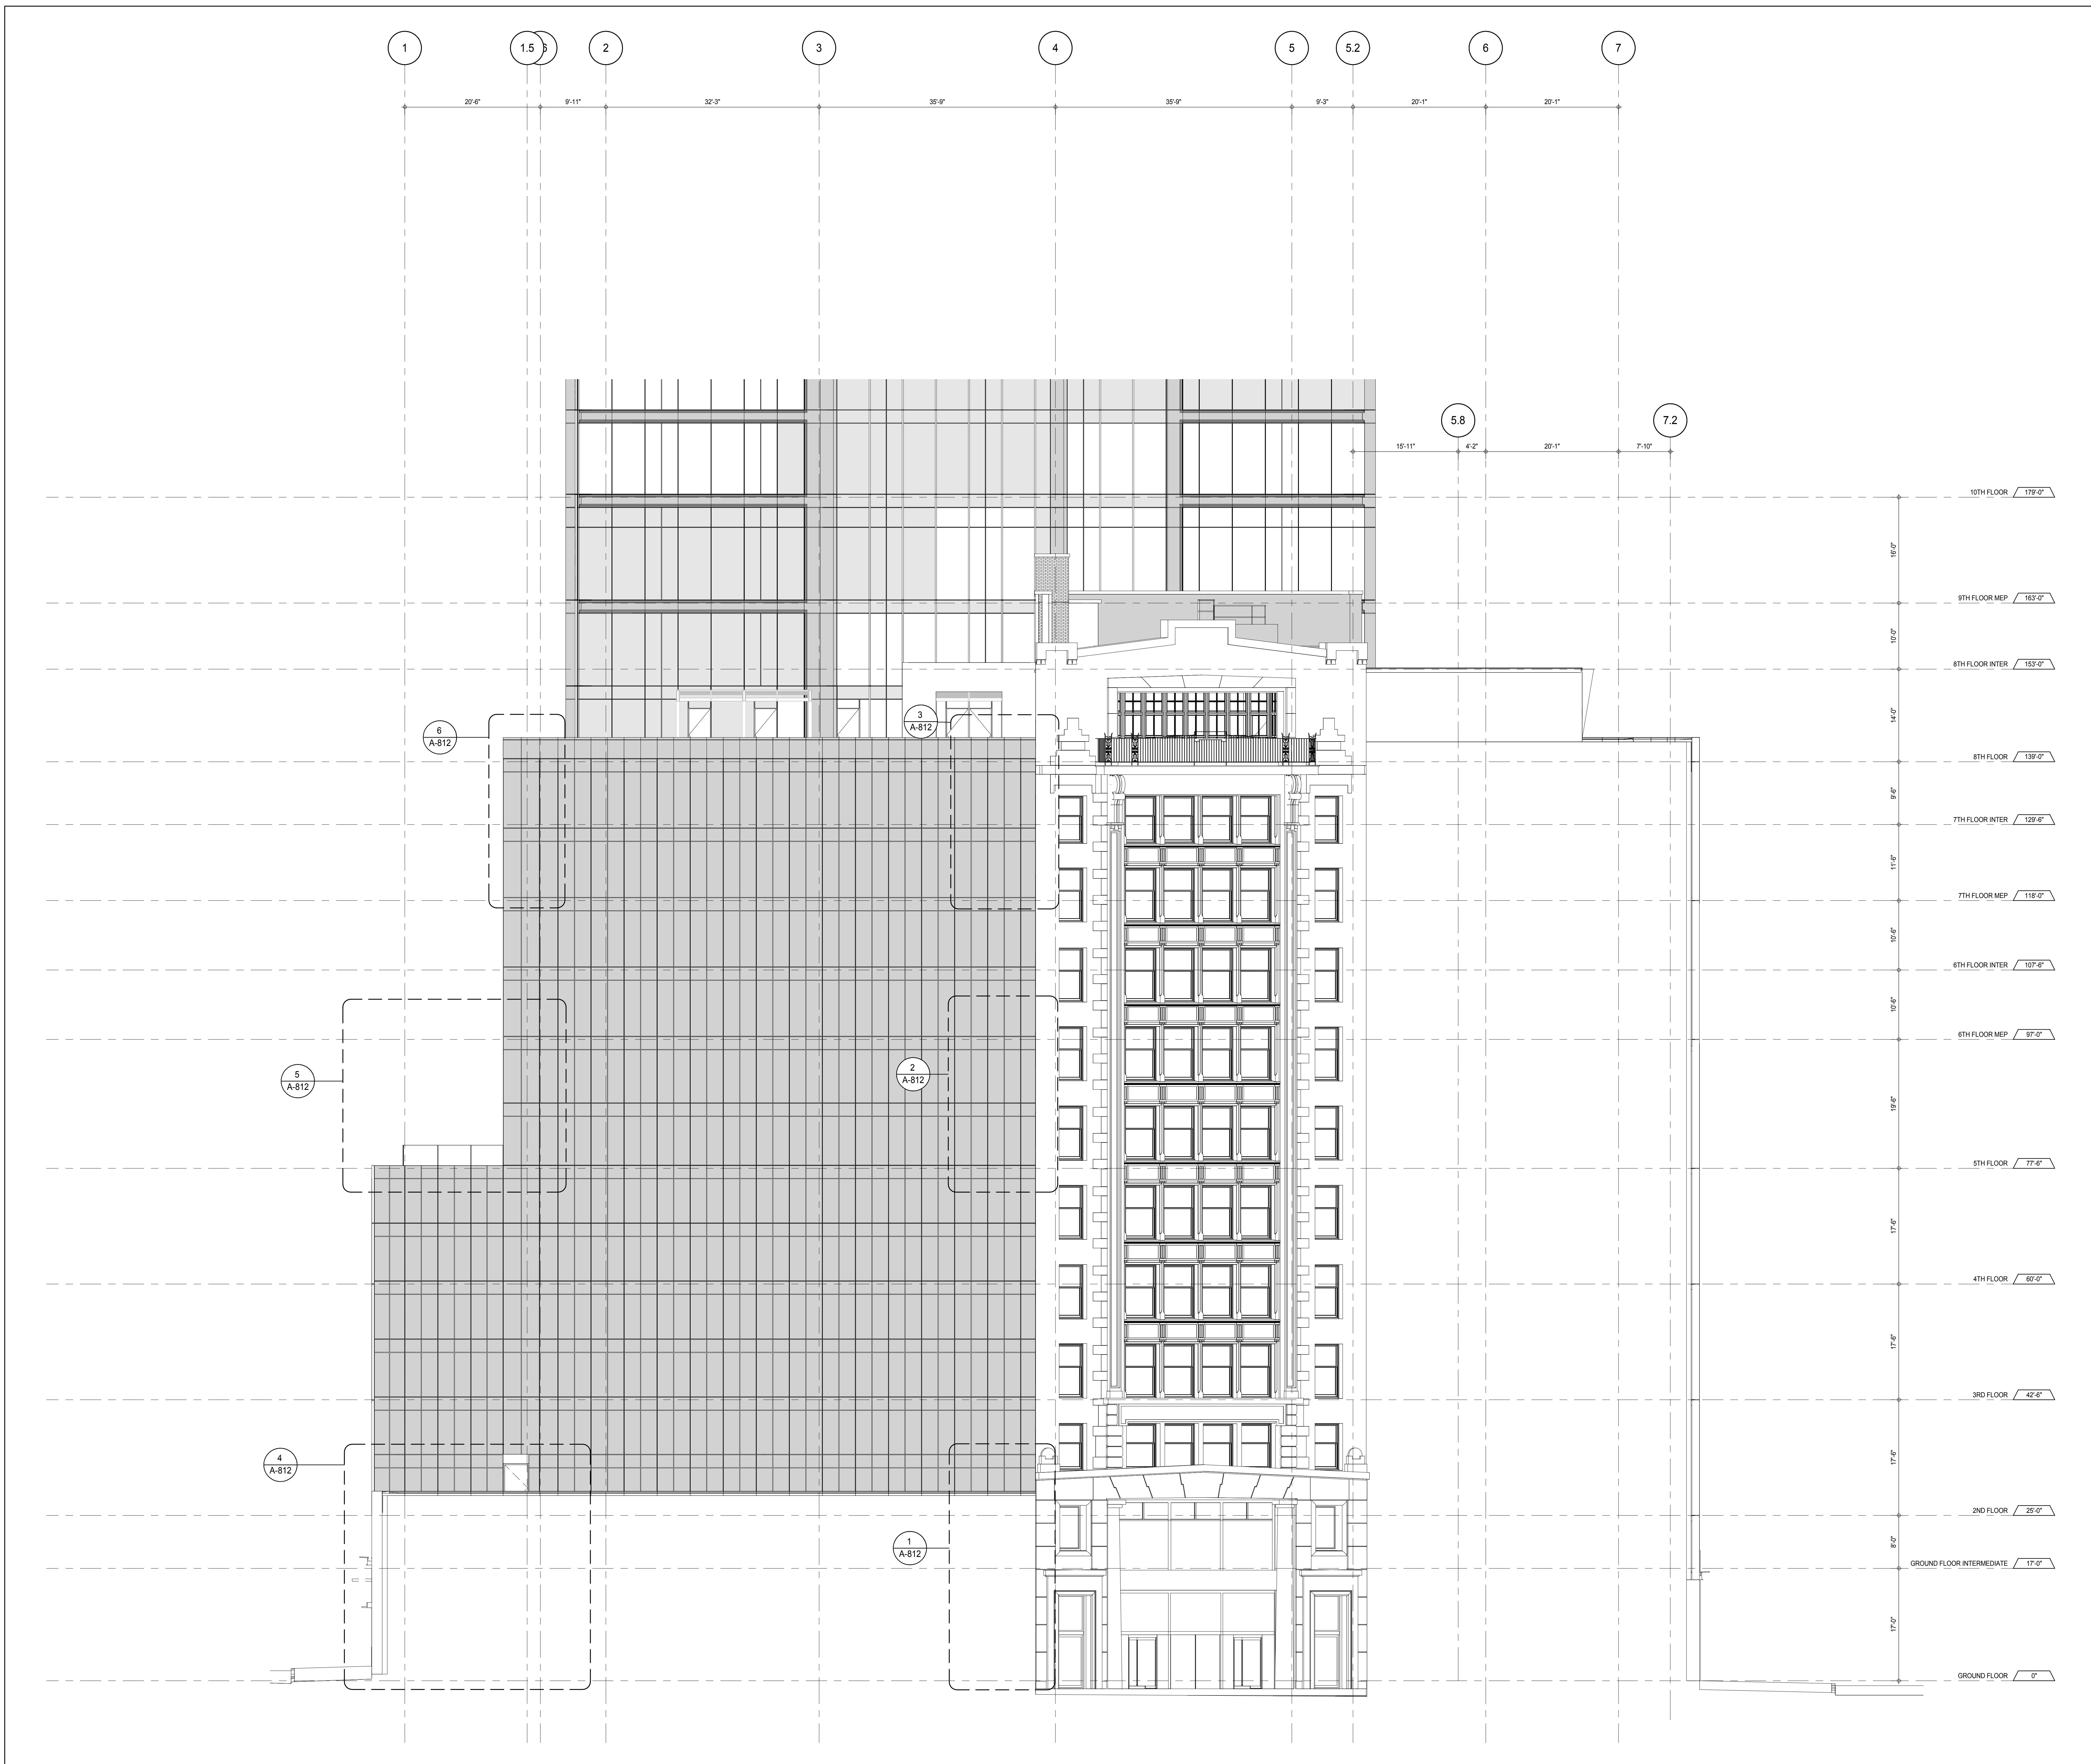 1
1.5
2
3
4
5
5.2
6
7
20'-6"
9'-11"
32'-3"
35'-9"
35'-9"
9'-3"
20'-1"
20'-1"
5.8
7.2
15'-11"
4'-2"
20'-1"
7'-10"
10TH FLOOR 179'-0"
16'-0"
9TH FLOOR MEP 163'-0"
10'-0"
8TH FLOOR INTER 153'-0"
14'-0"
8TH FLOOR 139'-0"
9'-6"
7TH FLOOR INTER 129'-6"
11'-6"
7TH FLOOR MEP 118'-0"
10'-6"
6TH FLOOR INTER 107'-6"
10'-6"
6TH FLOOR MEP 97'-0"
19'-6"
5TH FLOOR 77'-6"
17'-6"
4TH FLOOR 60'-0"
17'-6"
3RD FLOOR 42'-6"
17'-6"
2ND FLOOR 25'-0"
8'-0"
GROUND FLOOR INTERMEDIATE 17'-0"
17'-0"
GROUND FLOOR 0"
6
A-812
3
A-812
5
A-812
2
A-812
4
A-812
1
A-812